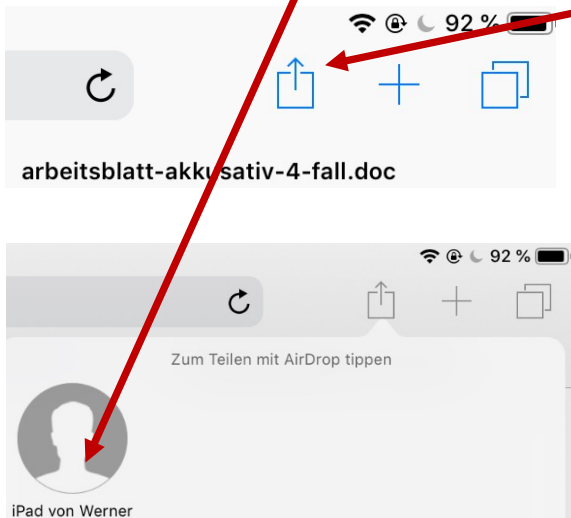 92 %
arbeitsblatt-akkusativ-4-fall.doc
92 %
Zum Teilen mit AirDrop tippen
iPad von Werner